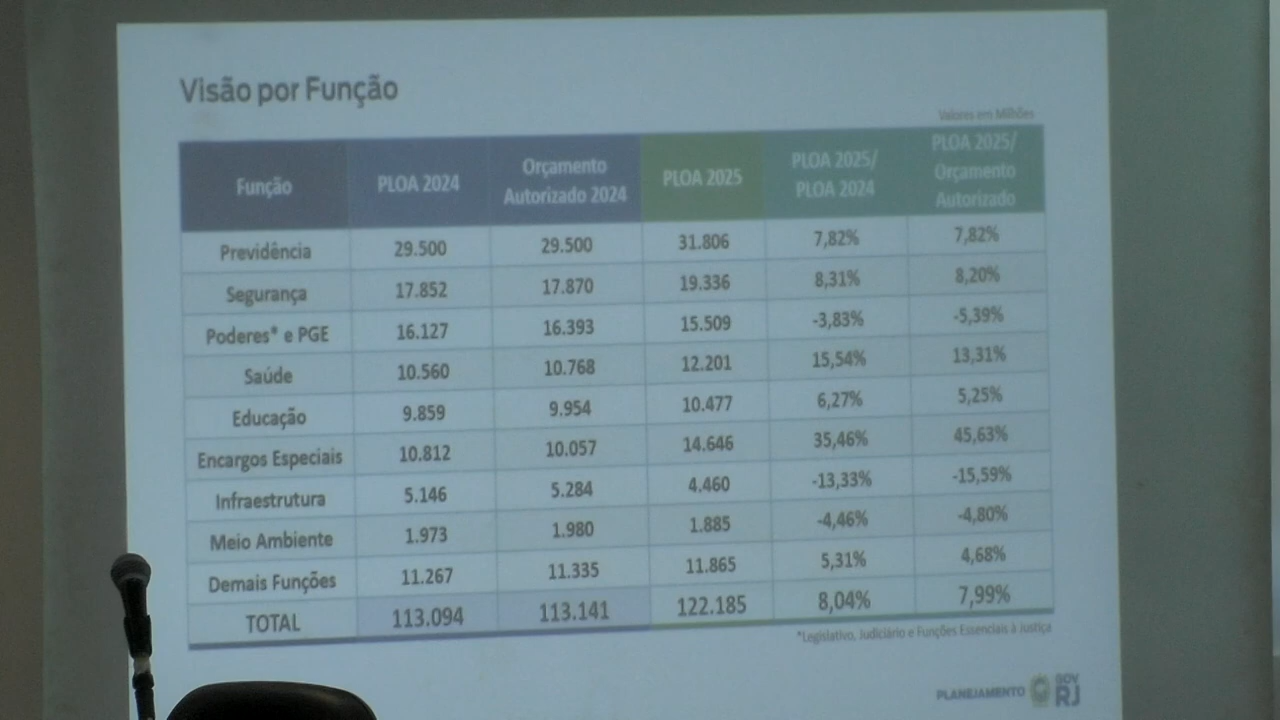 Visão por Função
Valores em Milhões
Função PLOA 2024 Orçamento Autorizado 2024 PLOA 2025 PLOA 2025/ PLOA 2024 PLOA 2025/ Orçamento Autorizado
Previdência 29.500 29.500 31.806 7,82% 7,82%
Segurança 17.852 17.870 19.336 8,31% 8,20%
Poderes* e PGE 16.127 16.393 15.509 -3,83% -5,39%
Saúde 10.560 10.768 12.201 15,54% 13,31%
Educação 9.859 9.954 10.477 6,27% 5,25%
Encargos Especiais 10.812 10.057 14.646 35,46% 45,63%
Infraestrutura 5.146 5.284 4.460 -13,33% -15,59%
Meio Ambiente 1.973 1.980 1.885 -4,46% -4,80%
Demais Funções 11.267 11.335 11.865 5,31% 4,68%
TOTAL 113.094 113.141 122.185 8,04% 7,99%
*Legislativo, Judiciário e Funções Essenciais à Justiça
PLANEJAMENTO GOV RJ